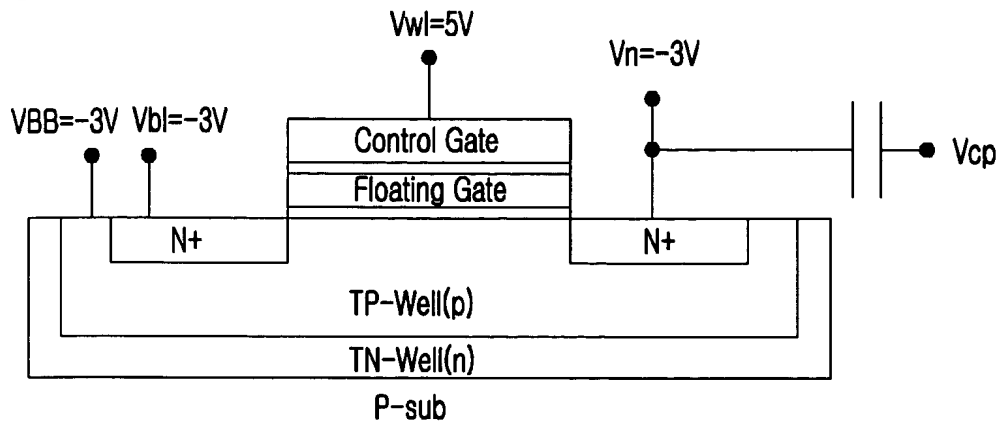 Vwl=5V
Vn=-3V
VBB=-3V
Vbl=-3V
Control Gate
Vcp
Floating Gate
N+
N+
TP-Well(p)
TN-Well(n)
P-sub